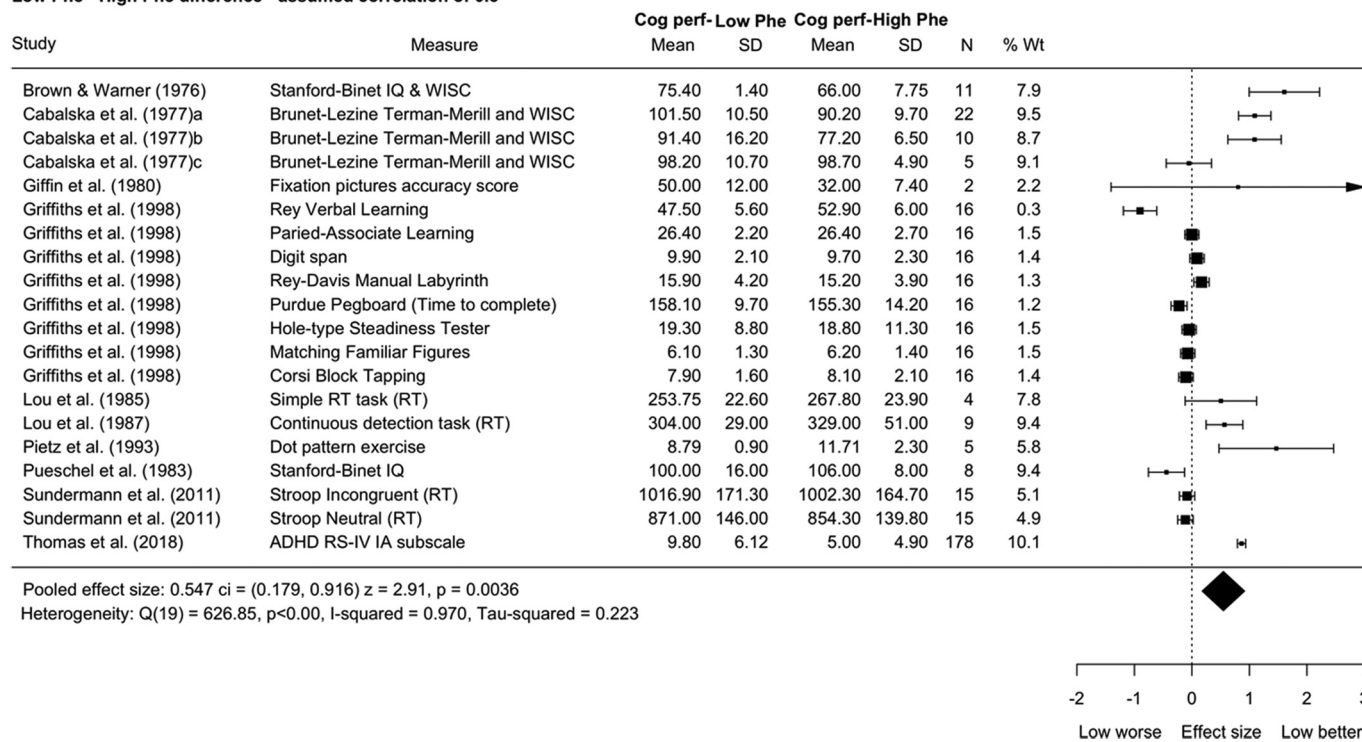 Cog perf-Low Phe Cog perf-High Phe
Study Measure Mean SD Mean SD N % Wt
Brown & Warner (1976) Stanford-Binet IQ & WISC 75.40 1.40 66.00 7.75 11 7.9
Cabalska et al. (1977)a Brunet-Lezine Terman-Merill and WISC 101.50 10.50 90.20 9.70 22 9.5
Cabalska et al. (1977)b Brunet-Lezine Terman-Merill and WISC 91.40 16.20 77.20 6.50 10 8.7
Cabalska et al. (1977)c Brunet-Lezine Terman-Merill and WISC 98.20 10.70 98.70 4.90 5 9.1
Giffin et al. (1980) Fixation pictures accuracy score 50.00 12.00 32.00 7.40 2 2.2
Griffiths et al. (1998) Rey Verbal Learning 47.50 5.60 52.90 6.00 16 0.3
Griffiths et al. (1998) Paried-Associate Learning 26.40 2.20 26.40 2.70 16 1.5
Griffiths et al. (1998) Digit span 9.90 2.10 9.70 2.30 16 1.4
Griffiths et al. (1998) Rey-Davis Manual Labyrinth 15.90 4.20 15.20 3.90 16 1.3
Griffiths et al. (1998) Purdue Pegboard (Time to complete) 158.10 9.70 155.30 14.20 16 1.2
Griffiths et al. (1998) Hole-type Steadiness Tester 19.30 8.80 18.80 11.30 16 1.5
Griffiths et al. (1998) Matching Familiar Figures 6.10 1.30 6.20 1.40 16 1.5
Griffiths et al. (1998) Corsi Block Tapping 7.90 1.60 8.10 2.10 16 1.4
Lou et al. (1985) Simple RT task (RT) 253.75 22.60 267.80 23.90 4 7.8
Lou et al. (1987) Continuous detection task (RT) 304.00 29.00 329.00 51.00 9 9.4
Pietz et al. (1993) Dot pattern exercise 8.79 0.90 11.71 2.30 5 5.8
Pueschel et al. (1983) Stanford-Binet IQ 100.00 16.00 106.00 8.00 8 9.4
Sundermann et al. (2011) Stroop Incongruent (RT) 1016.90 171.30 1002.30 164.70 15 5.1
Sundermann et al. (2011) Stroop Neutral (RT) 871.00 146.00 854.30 139.80 15 4.9
Thomas et al. (2018) ADHD RS-IV IA subscale 9.80 6.12 5.00 4.90 178 10.1
Pooled effect size: 0.547 ci = (0.179, 0.916) z = 2.91, p = 0.0036
Heterogeneity: Q(19) = 626.85, p<0.00, I-squared = 0.970, Tau-squared = 0.223
-2 -1 0 1 2
Low worse Effect size Low better